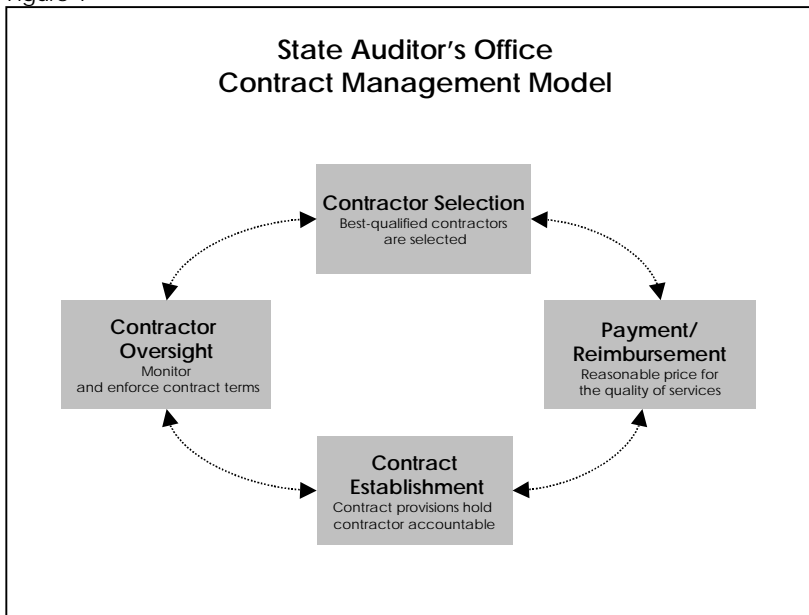 State Auditor's Office
Contract Management Model
Contractor Selection
Best-qualified contractors
are selected
Contractor
Oversight
Monitor
and enforce contract terms
Payment/
Reimbursement
Reasonable price for
the quality of services
Contract
Establishment
Contract provisions hold
contractor accountable